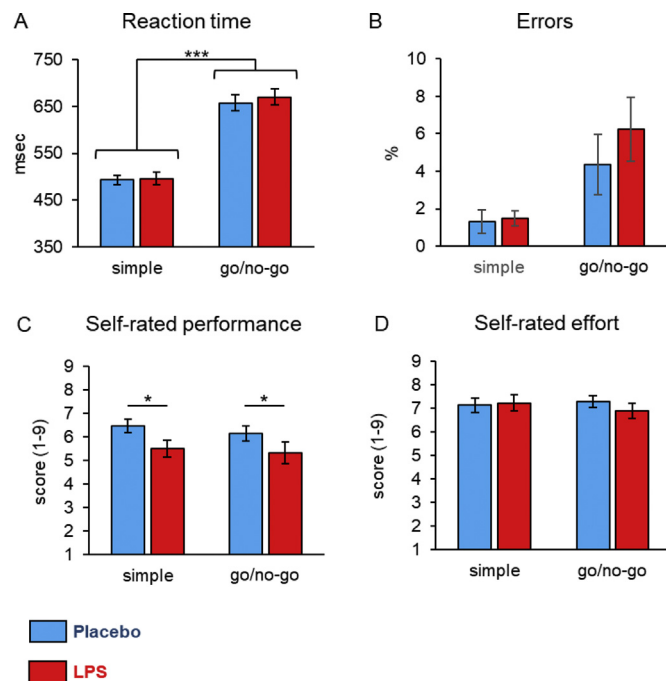 A Reaction time
***
750
650
550
450
350
msec
simple go/no-go
B Errors
10
8
6
4
2
0
%
simple go/no-go
C Self-rated performance
9
8
7
6
5
4
3
2
1
score (1-9)
* *
simple go/no-go
D Self-rated effort
9
8
7
6
5
4
3
2
1
score (1-9)
simple go/no-go
Placebo
LPS